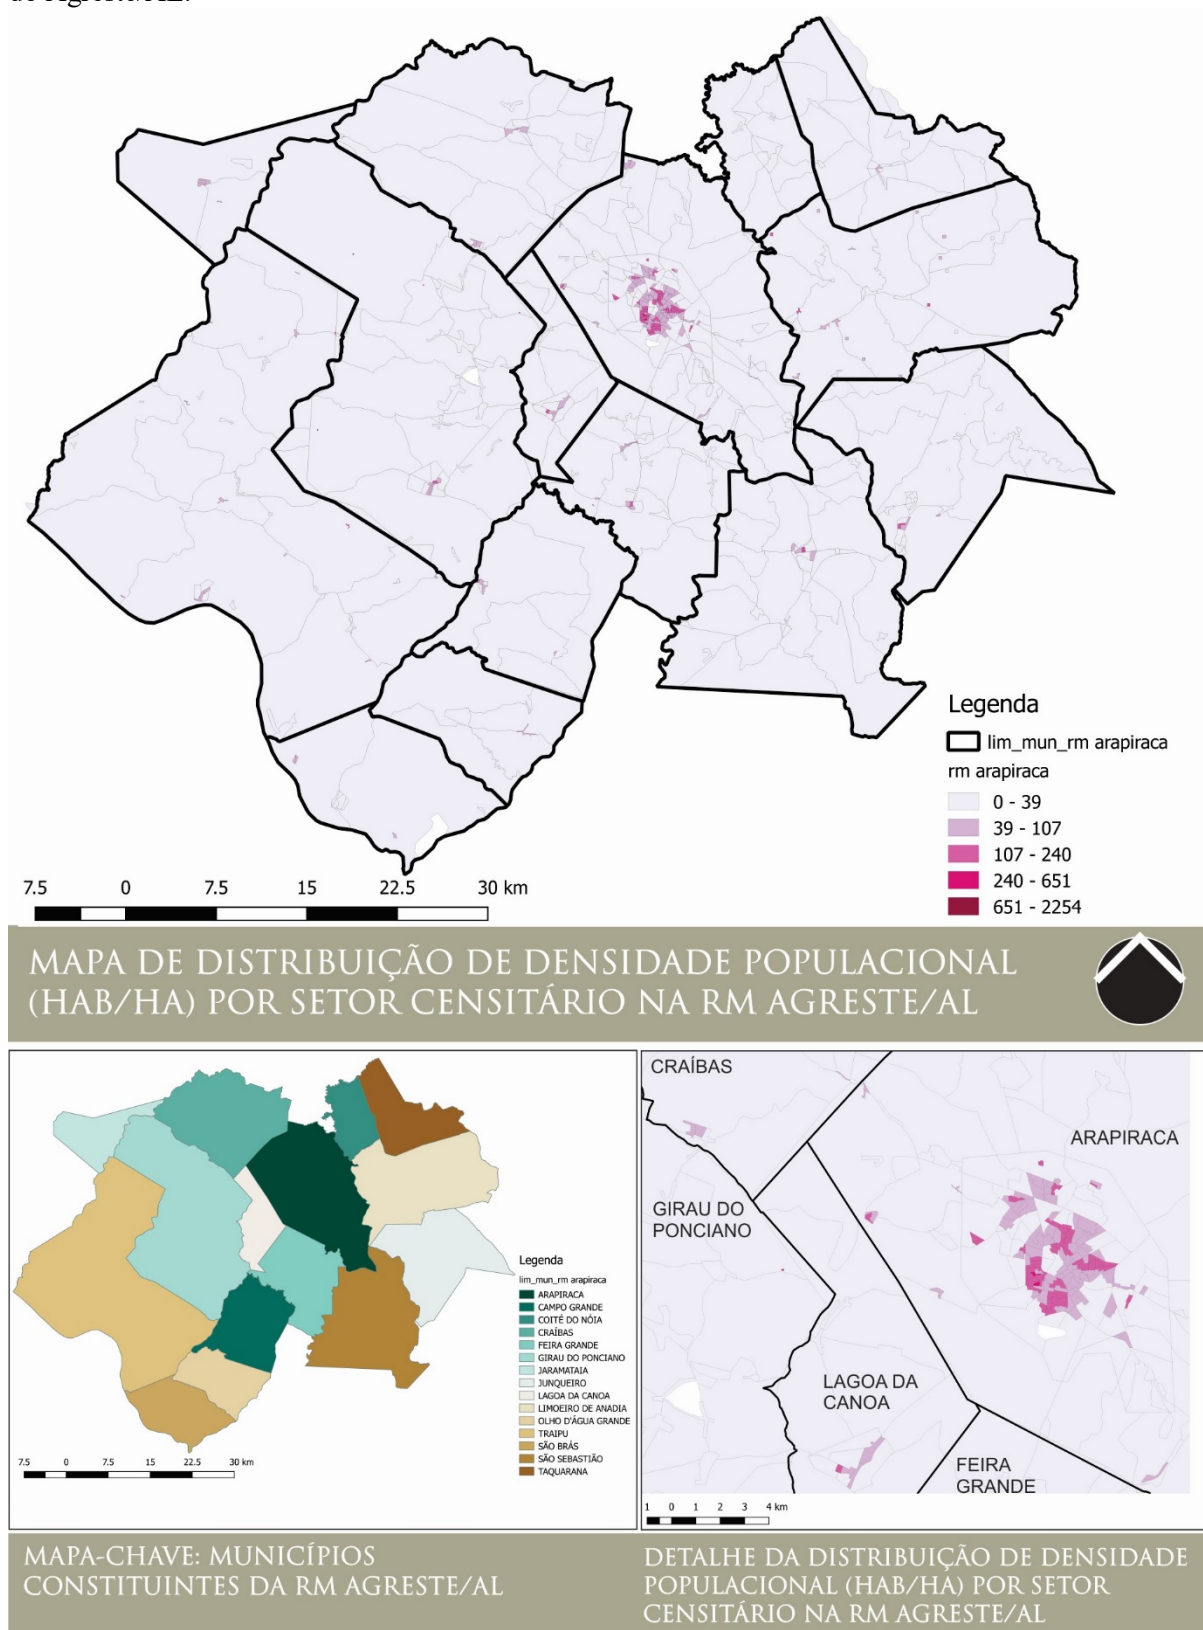 do Agreste/AL.
Legenda
lim_mun_rm arapiraca
rm arapiraca
0 - 39
39 - 107
107 - 240
240 - 651
651 - 2254
7.5 0 7.5 15 22.5 30 km
MAPA DE DISTRIBUIÇÃO DE DENSIDADE POPULACIONAL
(HAB/HA) POR SETOR CENSITÁRIO NA RM AGRESTE/AL
Legenda
lim_mun_rm arapiraca
ARAPIRACA
CAMPO GRANDE
COITÉ DO NÓIA
CRAÍBAS
FEIRA GRANDE
GIRAU DO PONCIANO
JARAMATAIA
JUNQUEIRO
LAGOA DA CANOA
LIMOEIRO DE ANADIA
OLHO D'ÁGUA GRANDE
TRAIPU
SÃO BRÁS
SÃO SEBASTIÃO
TAQUARANA
7.5 0 7.5 15 22.5 30 km
CRAÍBAS
ARAPIRACA
GIRAU DO
PONCIANO
LAGOA DA
CANOA
FEIRA
GRANDE
1 0 1 2 3 4 km
MAPA-CHAVE: MUNICÍPIOS
CONSTITUINTES DA RM AGRESTE/AL
DETALHE DA DISTRIBUIÇÃO DE DENSIDADE
POPULACIONAL (HAB/HA) POR SETOR
CENSITÁRIO NA RM AGRESTE/AL